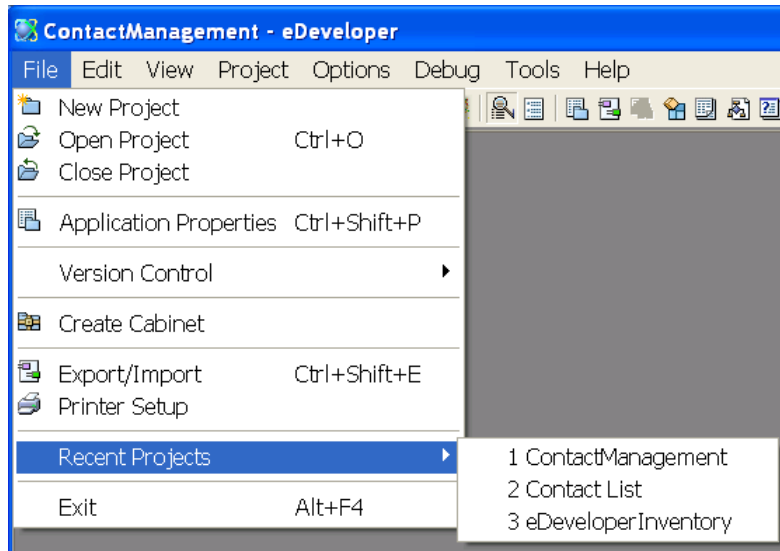 ContactManagement - eDeveloper
File Edit View Project Options Debug Tools Help
New Project
Open Project Ctrl+O
Close Project
Application Properties Ctrl+Shift+P
Version Control
Create Cabinet
Export/Import Ctrl+Shift+E
Printer Setup
Recent Projects
1 ContactManagement
2 Contact List
3 eDeveloperInventory
Exit Alt+F4